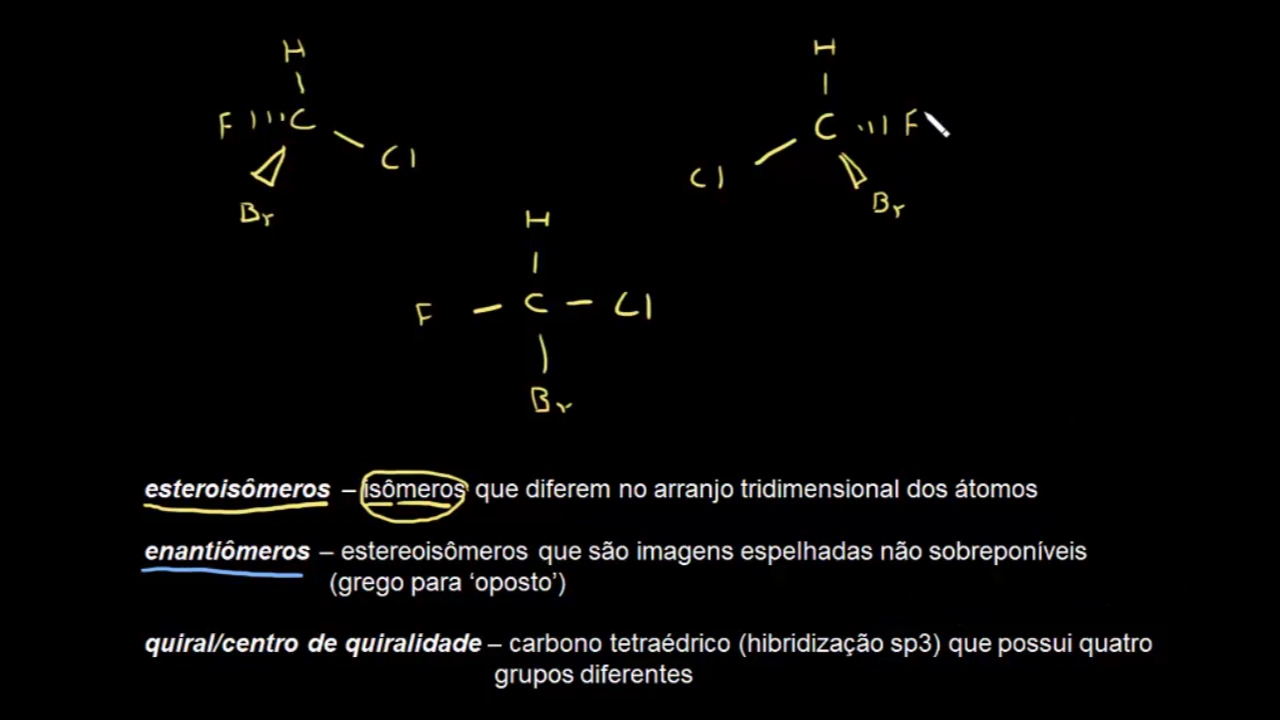 H
H
F C
C F
Cl
Cl
Br
Br
H
F C Cl
Br
esteroisômeros – isômeros que diferem no arranjo tridimensional dos átomos
enantiômeros – estereoisômeros que são imagens espelhadas não sobreponíveis
(grego para ‘oposto’)
quiral/centro de quiralidade – carbono tetraédrico (hibridização sp3) que possui quatro
grupos diferentes